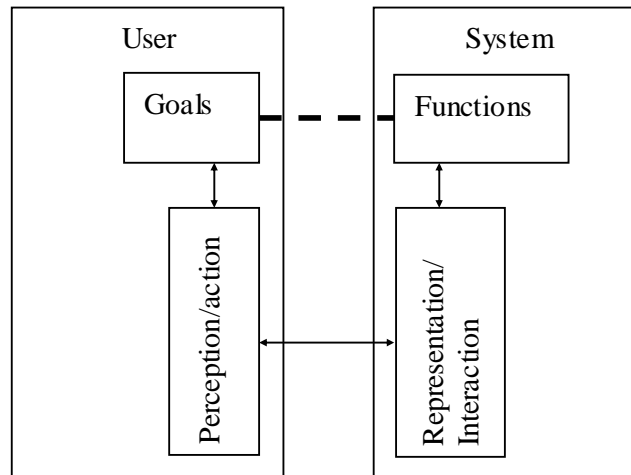 User
System
Goals
Functions
Perception/action
Representation/
Interaction